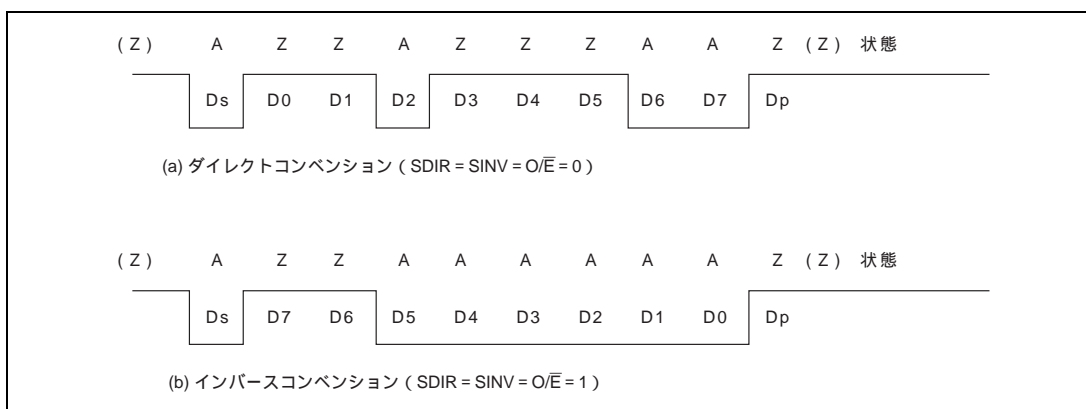 (Z) A Z Z A Z Z Z A A Z (Z) 状態
Ds D0 D1 D2 D3 D4 D5 D6 D7 Dp
(a) ダイレクトコンベンション(SDIR = SINV = O/E̅ = 0)
(Z) A Z Z A A A A A A Z (Z) 状態
Ds D7 D6 D5 D4 D3 D2 D1 D0 Dp
(b) インバースコンベンション(SDIR = SINV = O/E̅ = 1)